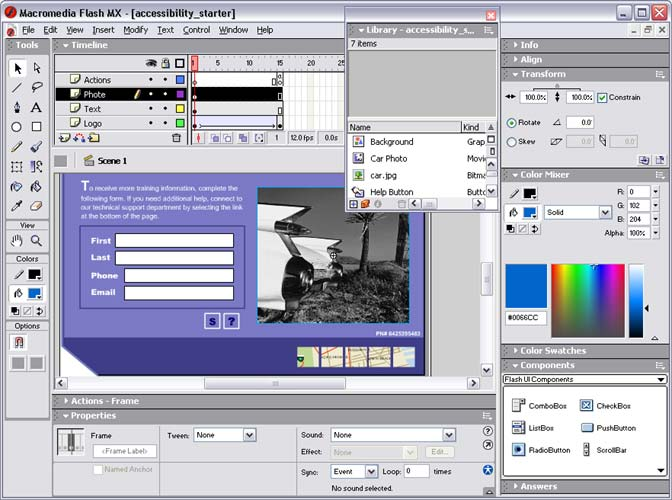 Macromedia Flash MX - [accessibility_starter]
File Edit View Insert Modify Text Control Window Help
Tools
View
Colors
Options
Timeline
1 5 10 15 20 25
Actions
Photo
Text
Logo
1 12.0 fps 0.0s
Scene 1
To receive more training information, complete the
following form. If you need additional help, connect to
our technical support department by selecting the link
at the bottom of the page.
First
Last
Phone
Email
S ?
PN# 6425355463
Library - accessibility_s...
7 items
Name Kind
Background Grap
Car Photo Movi
car.jpg Bitma
Help Button Butto
Info
Align
Transform
100.0% 100.0% Constrain
Rotate 0.0°
Skew 0.0° 0.0°
Color Mixer
R: 0
Solid G: 102
B: 204
Alpha: 100%
#0066CC
Color Swatches
Components
Flash UI Components
ComboBox CheckBox
ListBox PushButton
RadioButton ScrollBar
Answers
Actions - Frame
Properties
Frame
<Frame Label>
Named Anchor
Tween: None
Sound: None
Effect: None Edit...
Sync: Event Loop: 0 times
No sound selected.